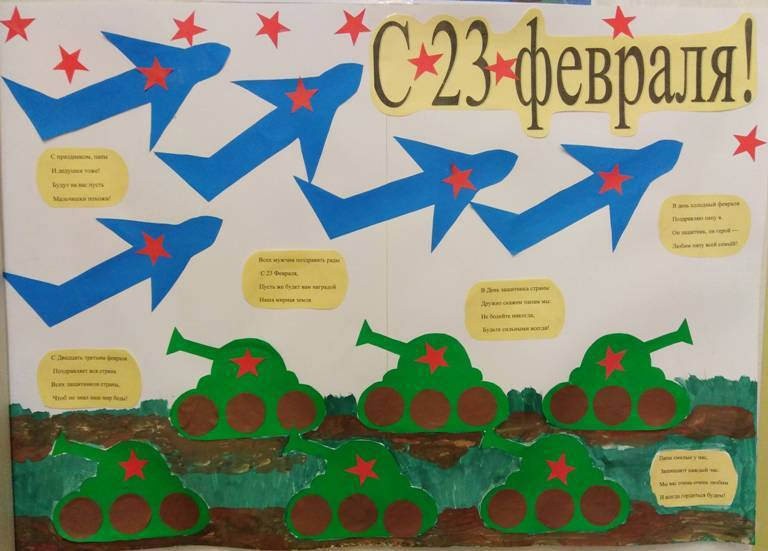 С 23 февраля!
С праздником, папы
И дедушки тоже!
Будут на вас пусть
Мальчишки похожи!
В день холодный февраля
Поздравляю папу я.
Он защитник, он герой —
Любим папу всей семьёй!
Всех мужчин поздравить рады
С 23 Февраля,
Пусть же будет вам наградой
Наша мирная земля
В День защитника страны
Дружно скажем папам мы:
Не болейте никогда,
Будьте сильными всегда!
С Двадцать третьим февраля
Поздравляет вся страна
Всех защитников страны,
Чтоб не знал наш мир беды!
Папы смелые у нас,
Защищают каждый час.
Мы вас очень-очень любим
И всегда гордиться будем!